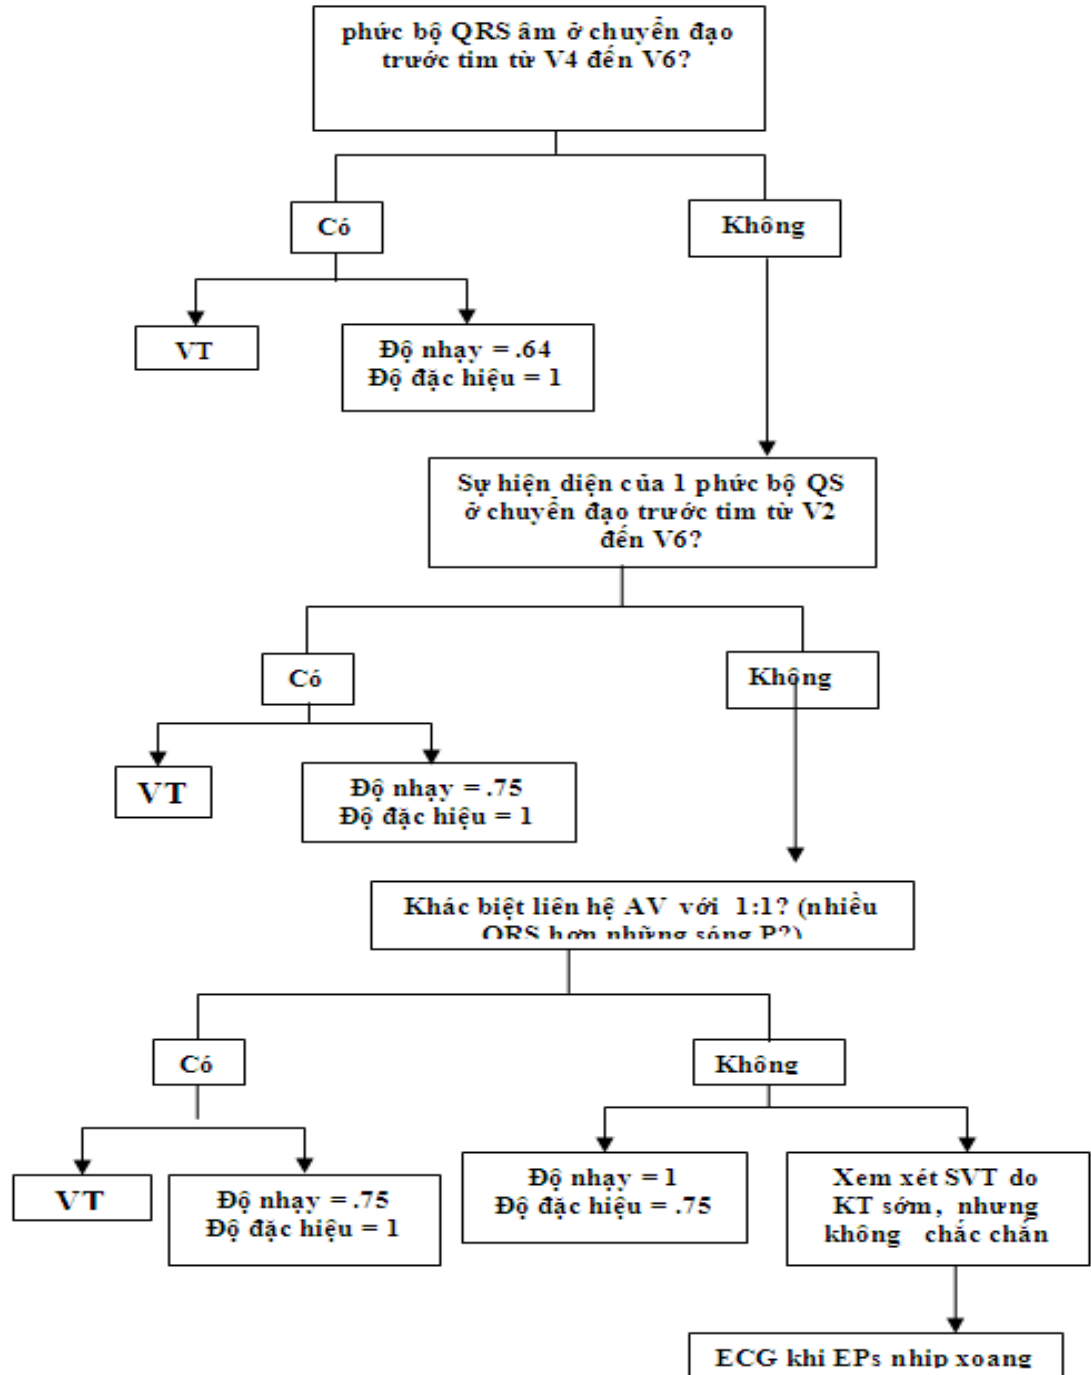 phức bộ QRS âm ở chuyển đạo
trước tim từ V4 đến V6?
Có
Không
VT
Độ nhạy = .64
Độ đặc hiệu = 1
Sự hiện diện của 1 phức bộ QS
ở chuyển đạo trước tim từ V2
đến V6?
Có
Không
VT
Độ nhạy = .75
Độ đặc hiệu = 1
Khác biệt liên hệ AV với 1:1? (nhiều
QRS hơn những sóng P?)
Có
Không
VT
Độ nhạy = .75
Độ đặc hiệu = 1
Độ nhạy = 1
Độ đặc hiệu = .75
Xem xét SVT do
KT sớm, nhưng
không chắc chắn
ECG khi EPs nhịp xoang